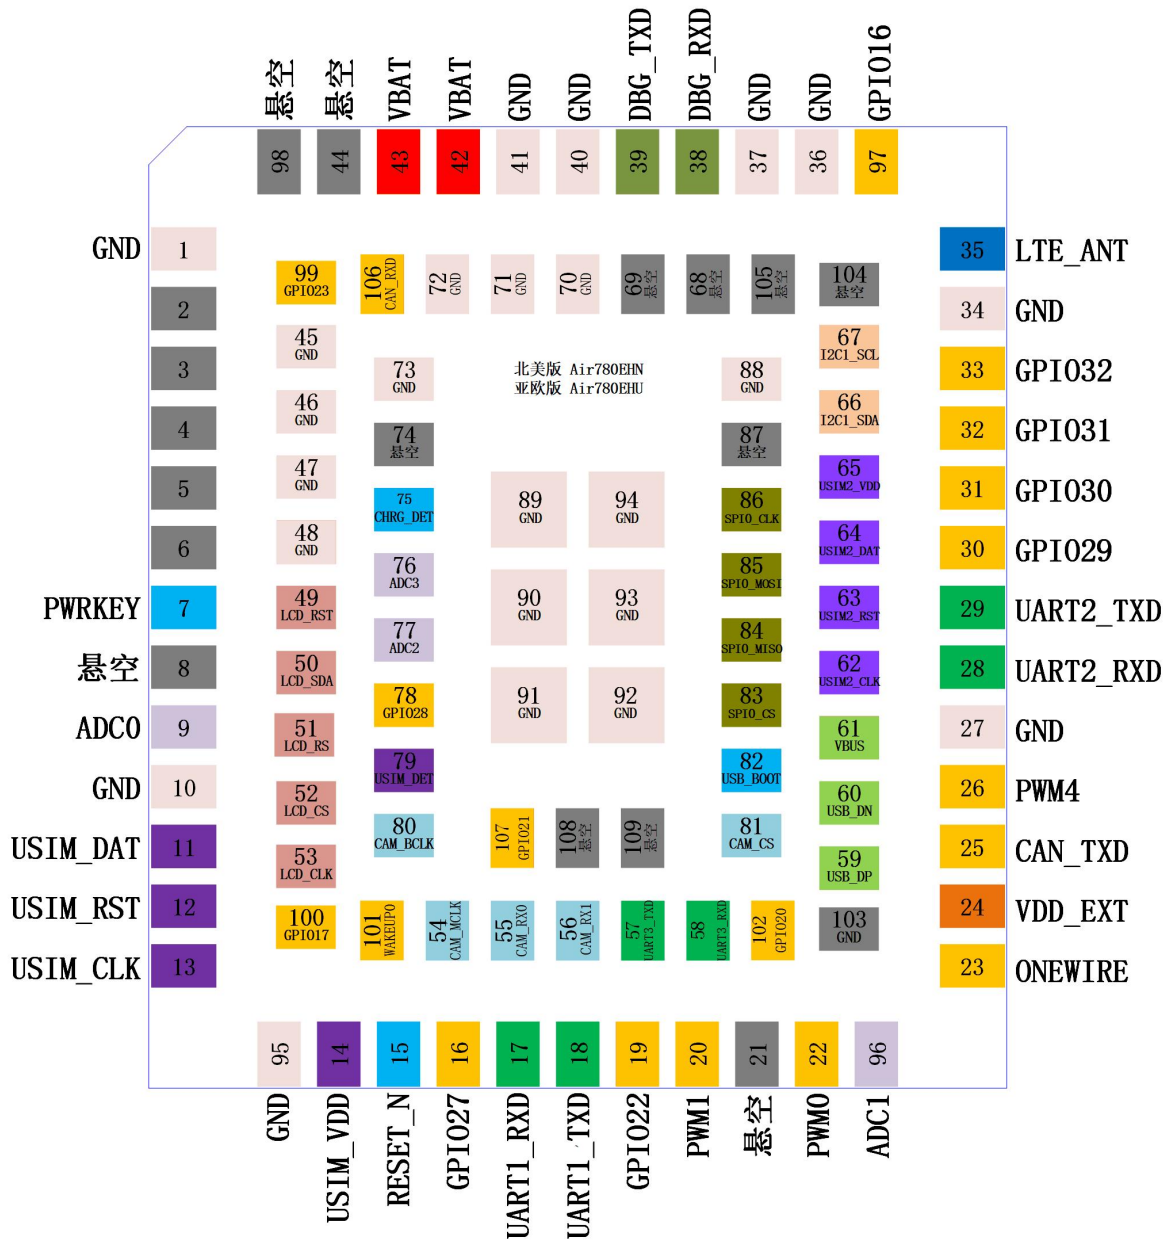 悬空
悬空
VBAT
VBAT
GND
GND
DBG_TXD
DBG_RXD
GND
GND
GPIO16
98
44
43
42
41
40
39
38
37
36
97
GND
1
2
3
4
5
6
PWRKEY
7
悬空
8
ADC0
9
GND
10
USIM_DAT
11
USIM_RST
12
USIM_CLK
13
99
GPIO23
45
GND
46
GND
47
GND
48
GND
49
LCD_RST
50
LCD_SDA
51
LCD_RS
52
LCD_CS
53
LCD_CLK
100
GPIO17
106
CAN_RXD
72
GND
71
GND
70
GND
69
悬空
68
悬空
105
悬空
104
悬空
73
GND
74
悬空
75
CHRG_DET
76
ADC3
77
ADC2
78
GPIO28
79
USIM_DET
80
CAM_BCLK
北美版 Air780EHN
亚欧版 Air780EHU
89
GND
94
GND
90
GND
93
GND
91
GND
92
GND
88
GND
87
悬空
86
SPI0_CLK
85
SPI0_MOSI
84
SPI0_MISO
83
SPI0_CS
82
USB_BOOT
81
CAM_CS
67
I2C1_SCL
66
I2C1_SDA
65
USIM2_VDD
64
USIM2_DAT
63
USIM2_RST
62
USIM2_CLK
61
VBUS
60
USB_DN
59
USB_DP
103
GND
107
GPIO21
108
悬空
109
悬空
101
WAKEUP0
54
CAM_MCLK
55
CAM_RX0
56
CAM_RX1
57
UART3_TXD
58
UART3_RXD
102
GPIO20
35
LTE_ANT
34
GND
33
GPIO32
32
GPIO31
31
GPIO30
30
GPIO29
29
UART2_TXD
28
UART2_RXD
27
GND
26
PWM4
25
CAN_TXD
24
VDD_EXT
23
ONEWIRE
95
14
15
16
17
18
19
20
21
22
96
GND
USIM_VDD
RESET_N
GPIO27
UART1_RXD
UART1_TXD
GPIO22
PWM1
悬空
PWM0
ADC1